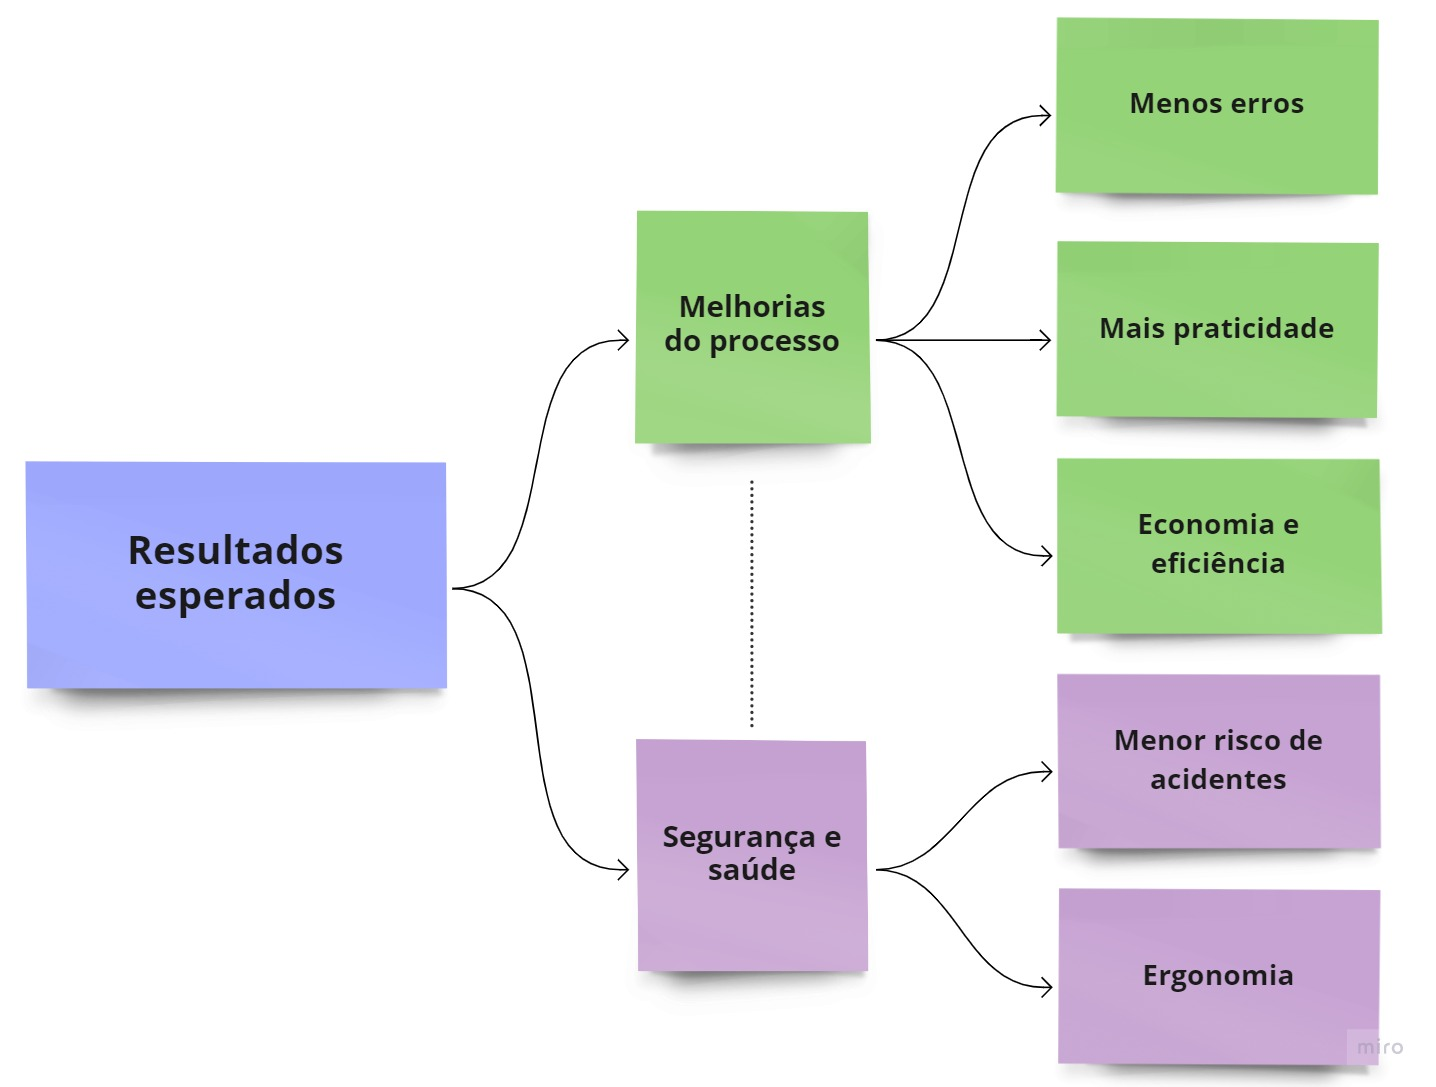 Menos erros
Melhorias
do processo
Mais praticidade
Resultados
esperados
Economia e
eficiência
Segurança e
saúde
Menor risco de
acidentes
Ergonomia
miro